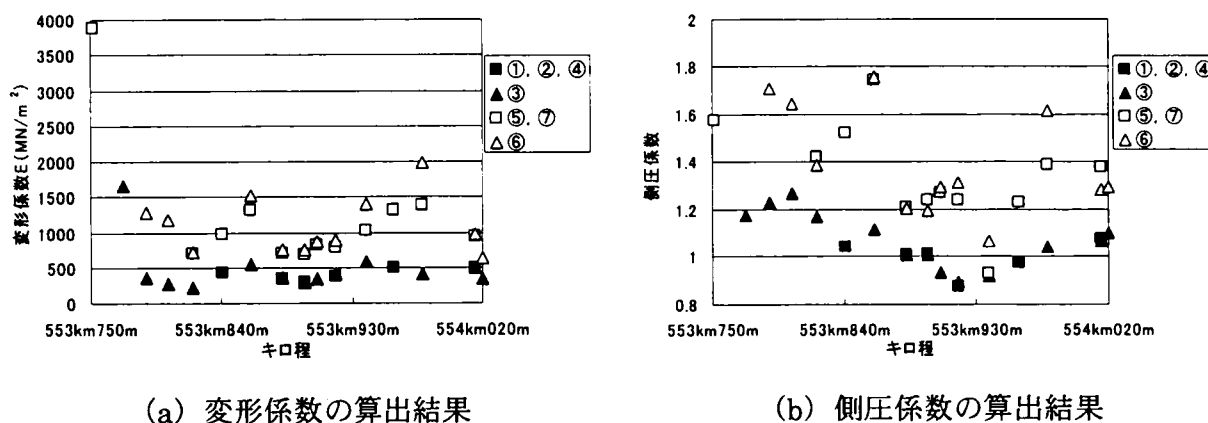 変形係数E(MN/m²)
4000
3500
3000
2500
2000
1500
1000
500
0
553km750m 553km840m 553km930m 554km020m
キロ程
■ ①, ②, ④
▲ ③
□ ⑤, ⑦
△ ⑥
(a) 変形係数の算出結果
側圧係数
2
1.8
1.6
1.4
1.2
1
0.8
553km750m 553km840m 553km930m 554km020m
キロ程
■ ①, ②, ④
▲ ③
□ ⑤, ⑦
△ ⑥
(b) 側圧係数の算出結果